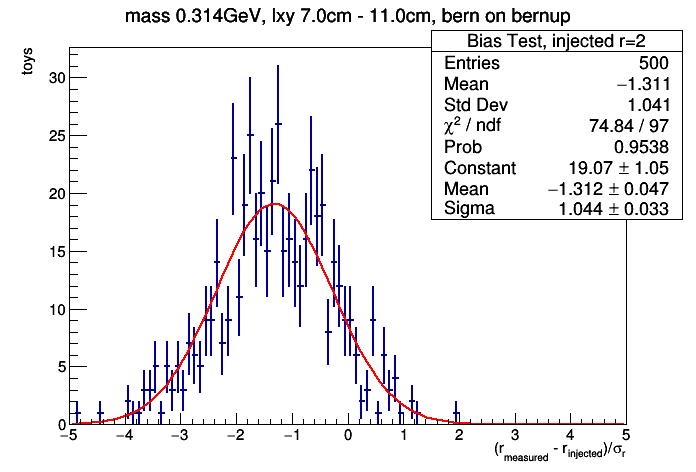 mass 0.314GeV, lxy 7.0cm - 11.0cm, bern on bernup
Bias Test, injected r=2
Entries 500
Mean −1.311
Std Dev 1.041
χ² / ndf 74.84 / 97
Prob 0.9538
Constant 19.07 ± 1.05
Mean −1.312 ± 0.047
Sigma 1.044 ± 0.033
toys
30
25
20
15
10
5
0
−5 −4 −3 −2 −1 0 1 2 3 4 5
(r_measured - r_injected)/σ_r